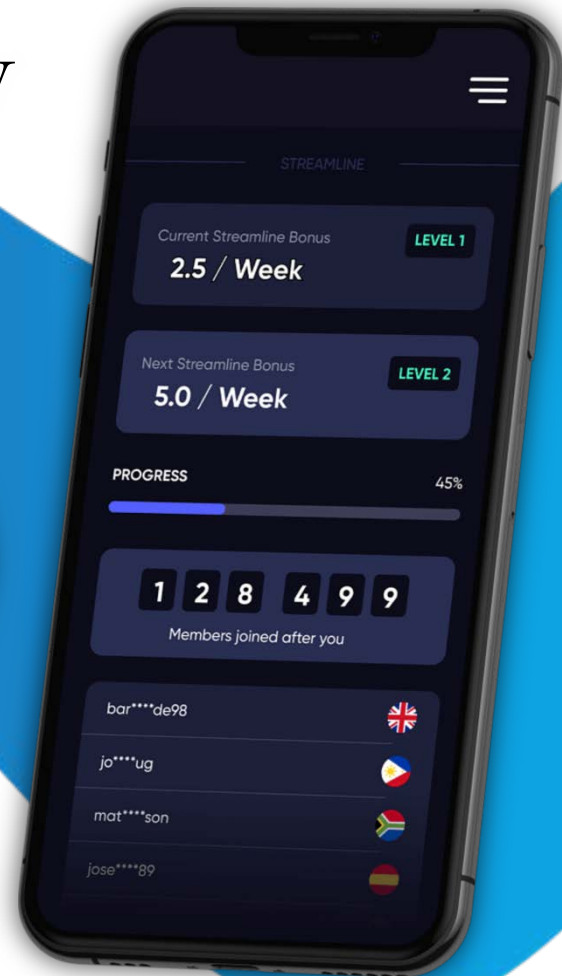 STREAMLINE
Current Streamline Bonus
LEVEL 1
2.5 / Week
Next Streamline Bonus
LEVEL 2
5.0 / Week
PROGRESS
45%
128 499
Members joined after you
bar****de98
jo****ug
mat****son
jose****89